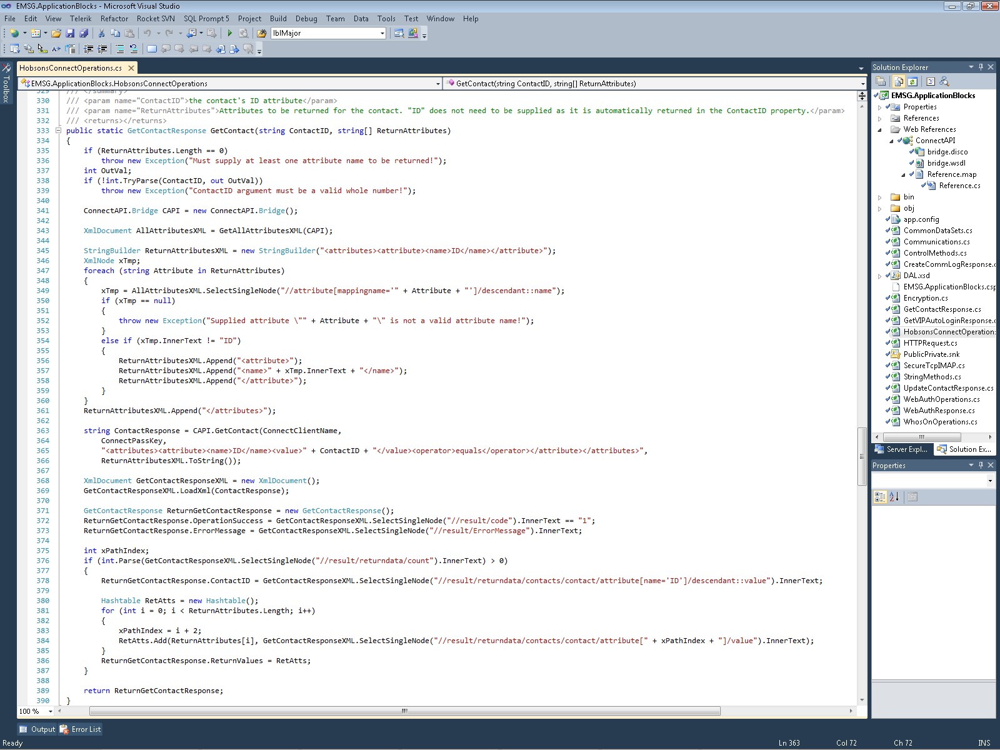 EMSG.ApplicationBlocks - Microsoft Visual Studio
File Edit View Telerik Refactor Rocket SVN SQL Prompt 5 Project Build Debug Team Data Tools Test Window Help
lblMajor
Toolbox
HobsonsConnectOperations.cs
EMSG.ApplicationBlocks.HobsonsConnectOperations GetContact(string ContactID, string[] ReturnAttributes)
329 /// </summary>
330 /// <param name="ContactID">the contact's ID attribute</param>
331 /// <param name="ReturnAttributes">Attributes to be returned for the contact. "ID" does not need to be supplied as it is automatically returned in the ContactID property.</param>
332 /// <returns></returns>
333 public static GetContactResponse GetContact(string ContactID, string[] ReturnAttributes)
334 {
335 if (ReturnAttributes.Length == 0)
336 throw new Exception("Must supply at least one attribute name to be returned!");
337 int OutVal;
338 if (!int.TryParse(ContactID, out OutVal))
339 throw new Exception("ContactID argument must be a valid whole number!");
340
341 ConnectAPI.Bridge CAPI = new ConnectAPI.Bridge();
342
343 XmlDocument AllAttributesXML = GetAllAttributesXML(CAPI);
344
345 StringBuilder ReturnAttributesXML = new StringBuilder("<attributes><attribute><name>ID</name></attribute>");
346 XmlNode xTmp;
347 foreach (string Attribute in ReturnAttributes)
348 {
349 xTmp = AllAttributesXML.SelectSingleNode("//attribute[mappingname='" + Attribute + "']/descendant::name");
350 if (xTmp == null)
351 {
352 throw new Exception("Supplied attribute \"" + Attribute + "\" is not a valid attribute name!");
353 }
354 else if (xTmp.InnerText != "ID")
355 {
356 ReturnAttributesXML.Append("<attribute>");
357 ReturnAttributesXML.Append("<name>" + xTmp.InnerText + "</name>");
358 ReturnAttributesXML.Append("</attribute>");
359 }
360 }
361 ReturnAttributesXML.Append("</attributes>");
362
363 string ContactResponse = CAPI.GetContact(ConnectClientName,
364 ConnectPassKey,
365 "<attributes><attribute><name>ID</name><value>" + ContactID + "</value><operator>equals</operator></attribute></attributes>",
366 ReturnAttributesXML.ToString());
367
368 XmlDocument GetContactResponseXML = new XmlDocument();
369 GetContactResponseXML.LoadXml(ContactResponse);
370
371 GetContactResponse ReturnGetContactResponse = new GetContactResponse();
372 ReturnGetContactResponse.OperationSuccess = GetContactResponseXML.SelectSingleNode("//result/code").InnerText == "1";
373 ReturnGetContactResponse.ErrorMessage = GetContactResponseXML.SelectSingleNode("//result/ErrorMessage").InnerText;
374
375 int xPathIndex;
376 if (int.Parse(GetContactResponseXML.SelectSingleNode("//result/returndata/count").InnerText) > 0)
377 {
378 ReturnGetContactResponse.ContactID = GetContactResponseXML.SelectSingleNode("//result/returndata/contacts/contact/attribute[name='ID']/descendant::value").InnerText;
379
380 Hashtable RetAtts = new Hashtable();
381 for (int i = 0; i < ReturnAttributes.Length; i++)
382 {
383 xPathIndex = i + 2;
384 RetAtts.Add(ReturnAttributes[i], GetContactResponseXML.SelectSingleNode("//result/returndata/contacts/contact/attribute[" + xPathIndex + "]/value").InnerText);
385 }
386 ReturnGetContactResponse.ReturnValues = RetAtts;
387 }
388
389 return ReturnGetContactResponse;
390 }
100 %
Solution Explorer
EMSG.ApplicationBlocks
Properties
References
Web References
ConnectAPI
bridge.disco
bridge.wsdl
Reference.map
Reference.cs
bin
obj
app.config
CommonDataSets.cs
Communications.cs
ControlMethods.cs
CreateCommLogResponse.c
DAL.xsd
EMSG.ApplicationBlocks.csp
Encryption.cs
GetContactResponse.cs
GetVIPAutoLoginResponse.c
HobsonsConnectOperation
HTTPRequest.cs
PublicPrivate.snk
SecureTcpIMAP.cs
StringMethods.cs
UpdateContactResponse.cs
WebAuthOperations.cs
WebAuthResponse.cs
WhosOnOperations.cs
Server Expl... Solution Ex...
Properties
Output Error List
Ready Ln 363 Col 72 Ch 72 INS